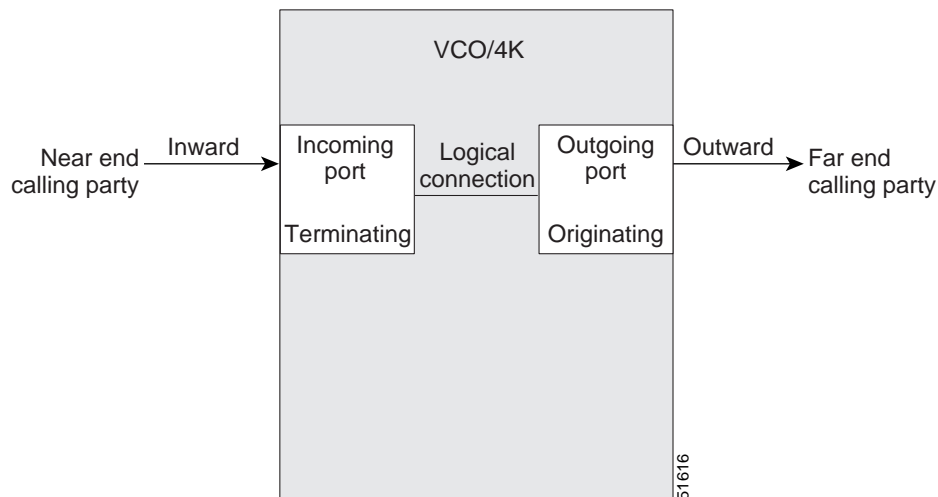 VCO/4K
Near end
calling party
Inward
Incoming
port
Terminating
Logical
connection
Outgoing
port
Originating
Outward
Far end
calling party
51616